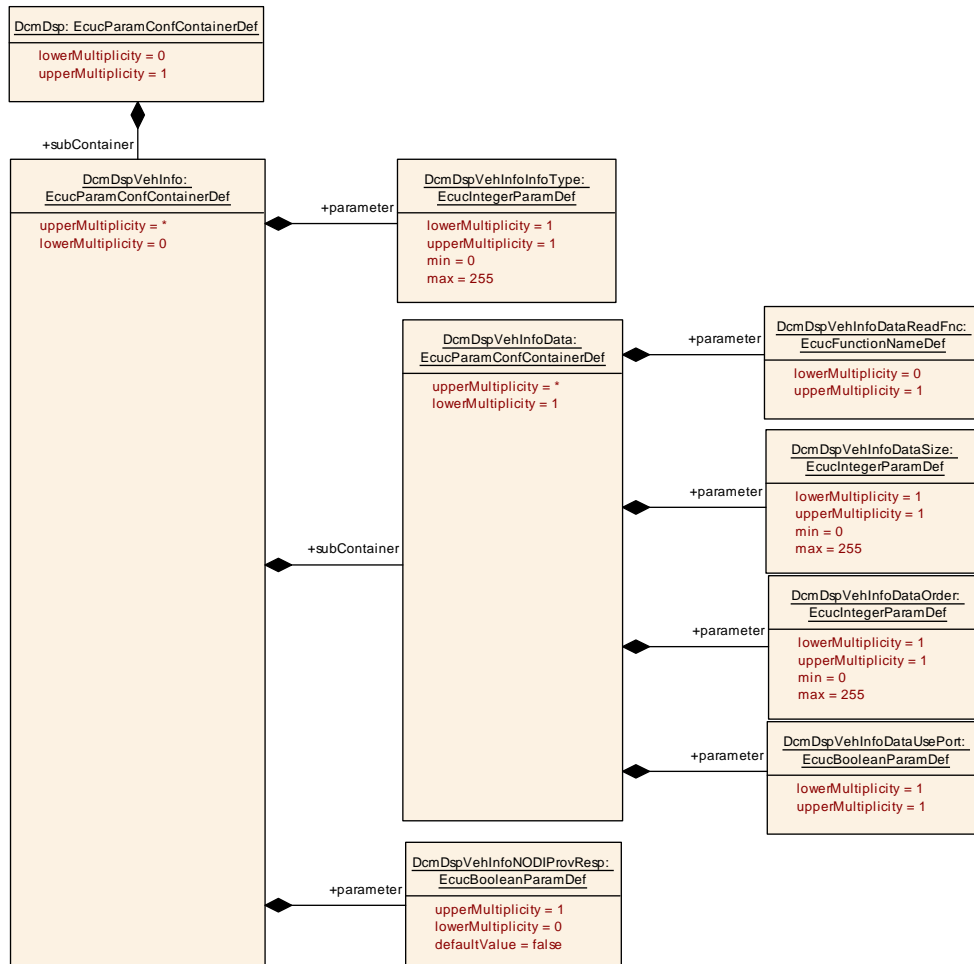 DcmDsp: EcucParamConfContainerDef
lowerMultiplicity = 0
upperMultiplicity = 1
+subContainer
DcmDspVehInfo:
EcucParamConfContainerDef
upperMultiplicity = *
lowerMultiplicity = 0
+parameter
DcmDspVehInfoInfoType:
EcucIntegerParamDef
lowerMultiplicity = 1
upperMultiplicity = 1
min = 0
max = 255
+subContainer
DcmDspVehInfoData:
EcucParamConfContainerDef
upperMultiplicity = *
lowerMultiplicity = 1
+parameter
DcmDspVehInfoDataReadFnc:
EcucFunctionNameDef
lowerMultiplicity = 0
upperMultiplicity = 1
+parameter
DcmDspVehInfoDataSize:
EcucIntegerParamDef
lowerMultiplicity = 1
upperMultiplicity = 1
min = 0
max = 255
+parameter
DcmDspVehInfoDataOrder:
EcucIntegerParamDef
lowerMultiplicity = 1
upperMultiplicity = 1
min = 0
max = 255
+parameter
DcmDspVehInfoDataUsePort:
EcucBooleanParamDef
lowerMultiplicity = 1
upperMultiplicity = 1
+parameter
DcmDspVehInfoNODIProvResp:
EcucBooleanParamDef
upperMultiplicity = 1
lowerMultiplicity = 0
defaultValue = false